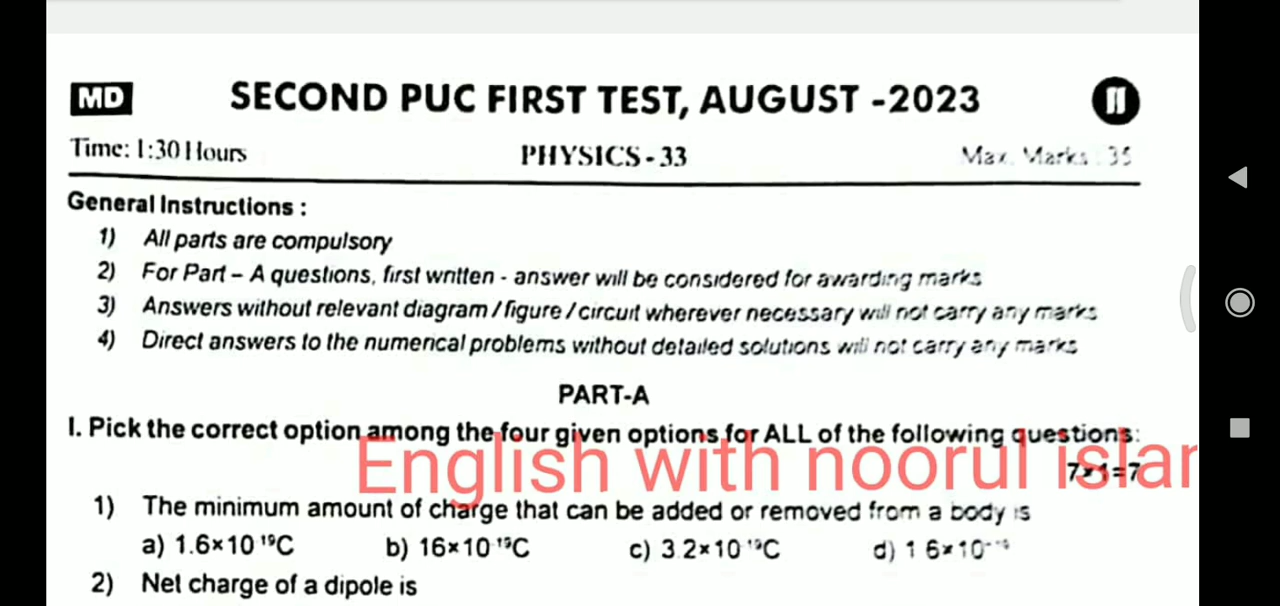 MD SECOND PUC FIRST TEST, AUGUST -2023 II
Time: 1:30 Hours PHYSICS - 33 Max. Marks : 35
General Instructions :
1) All parts are compulsory
2) For Part – A questions, first written - answer will be considered for awarding marks
3) Answers without relevant diagram / figure / circuit wherever necessary will not carry any marks
4) Direct answers to the numerical problems without detailed solutions will not carry any marks
PART-A
I. Pick the correct option among the four given options for ALL of the following questions:
English with noorul islam
7×1=7
1) The minimum amount of charge that can be added or removed from a body is
a) 1.6×10⁻¹⁹C b) 16×10⁻¹⁹C c) 3.2×10⁻¹⁹C d) 1 6×10
2) Net charge of a dipole is